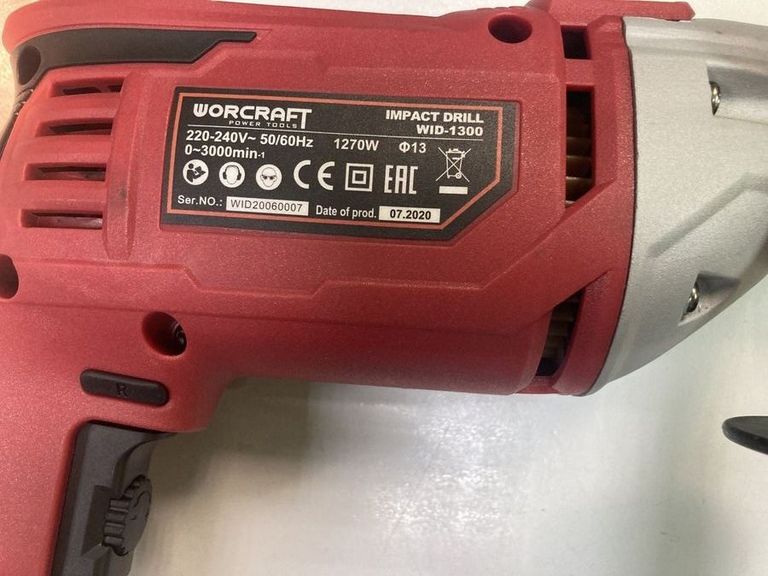 WORCRAFT
POWER TOOLS
IMPACT DRILL
WID-1300
220-240V~ 50/60Hz 1270W Φ13
0~3000min-1
CE EAC
Ser.NO.: WID20060007 Date of prod. 07.2020
R